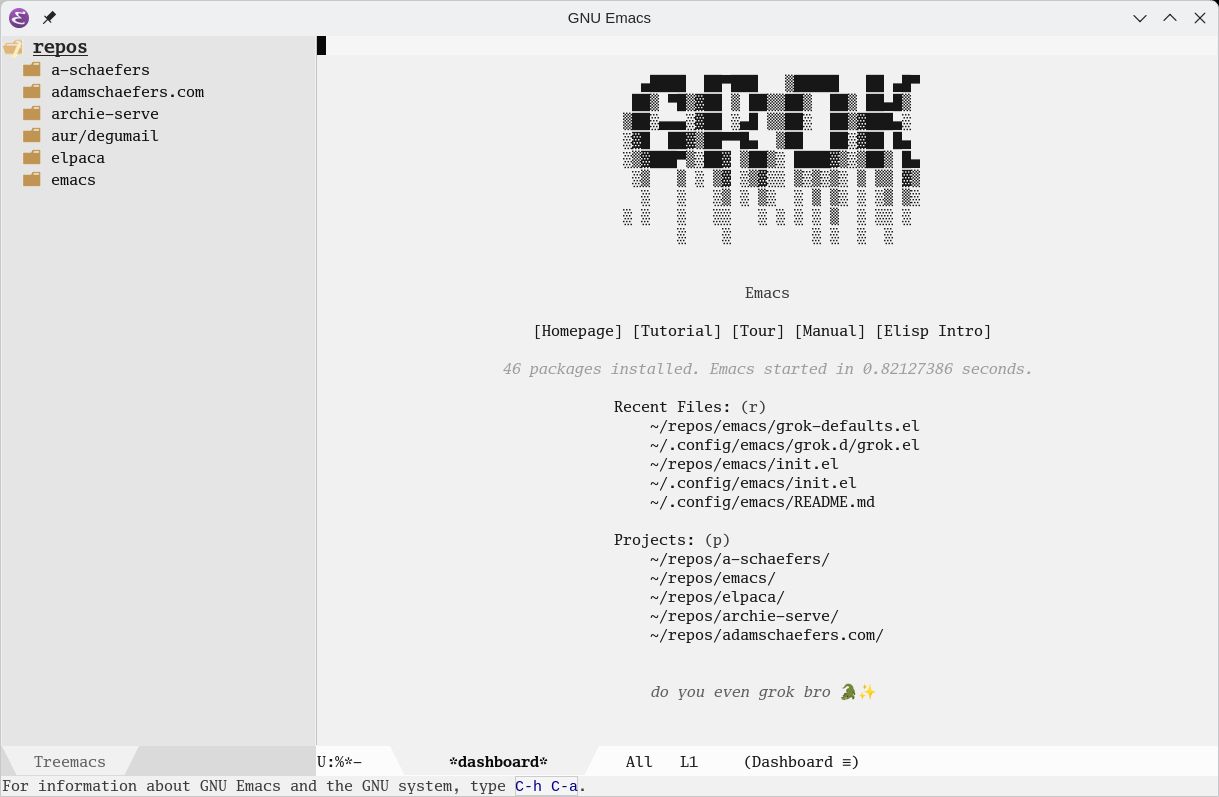 GNU Emacs
repos
a-schaefers
adamschaefers.com
archie-serve
aur/degumail
elpaca
emacs
GROK
Emacs
[Homepage] [Tutorial] [Tour] [Manual] [Elisp Intro]
46 packages installed. Emacs started in 0.82127386 seconds.
Recent Files: (r)
~/repos/emacs/grok-defaults.el
~/.config/emacs/grok.d/grok.el
~/repos/emacs/init.el
~/.config/emacs/init.el
~/.config/emacs/README.md
Projects: (p)
~/repos/a-schaefers/
~/repos/emacs/
~/repos/elpaca/
~/repos/archie-serve/
~/repos/adamschaefers.com/
do you even grok bro 🐊✨
Treemacs
U:%*- *dashboard* All L1 (Dashboard ≡)
For information about GNU Emacs and the GNU system, type C-h C-a.